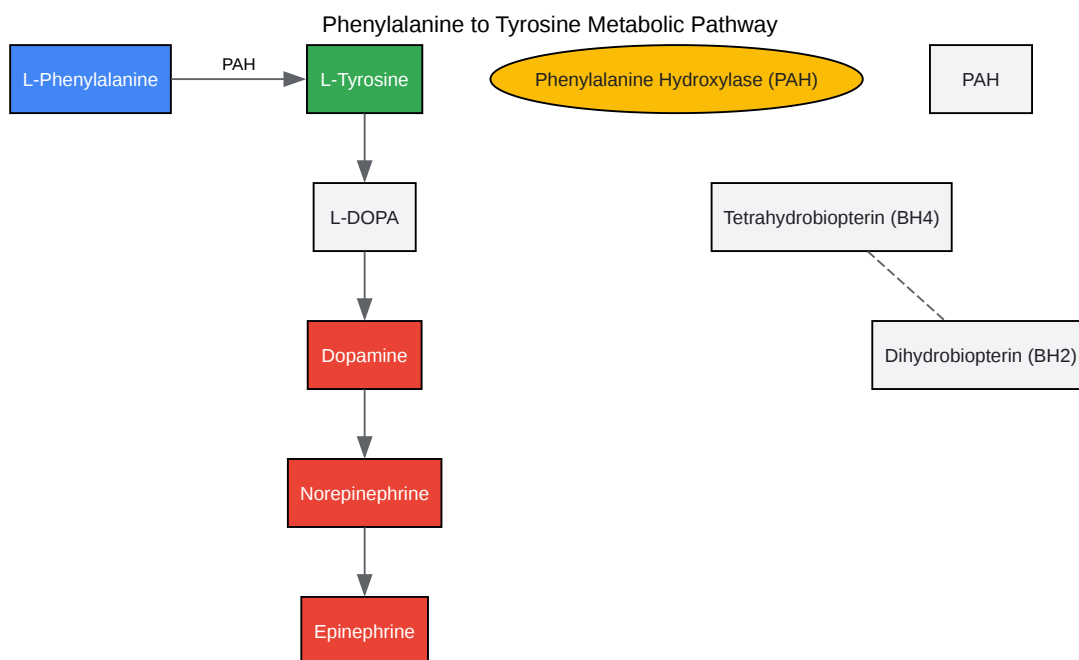 Phenylalanine to Tyrosine Metabolic Pathway
L-Phenylalanine
PAH
L-Tyrosine
Phenylalanine Hydroxylase (PAH)
PAH
L-DOPA
Tetrahydrobiopterin (BH4)
Dopamine
Dihydrobiopterin (BH2)
Norepinephrine
Epinephrine